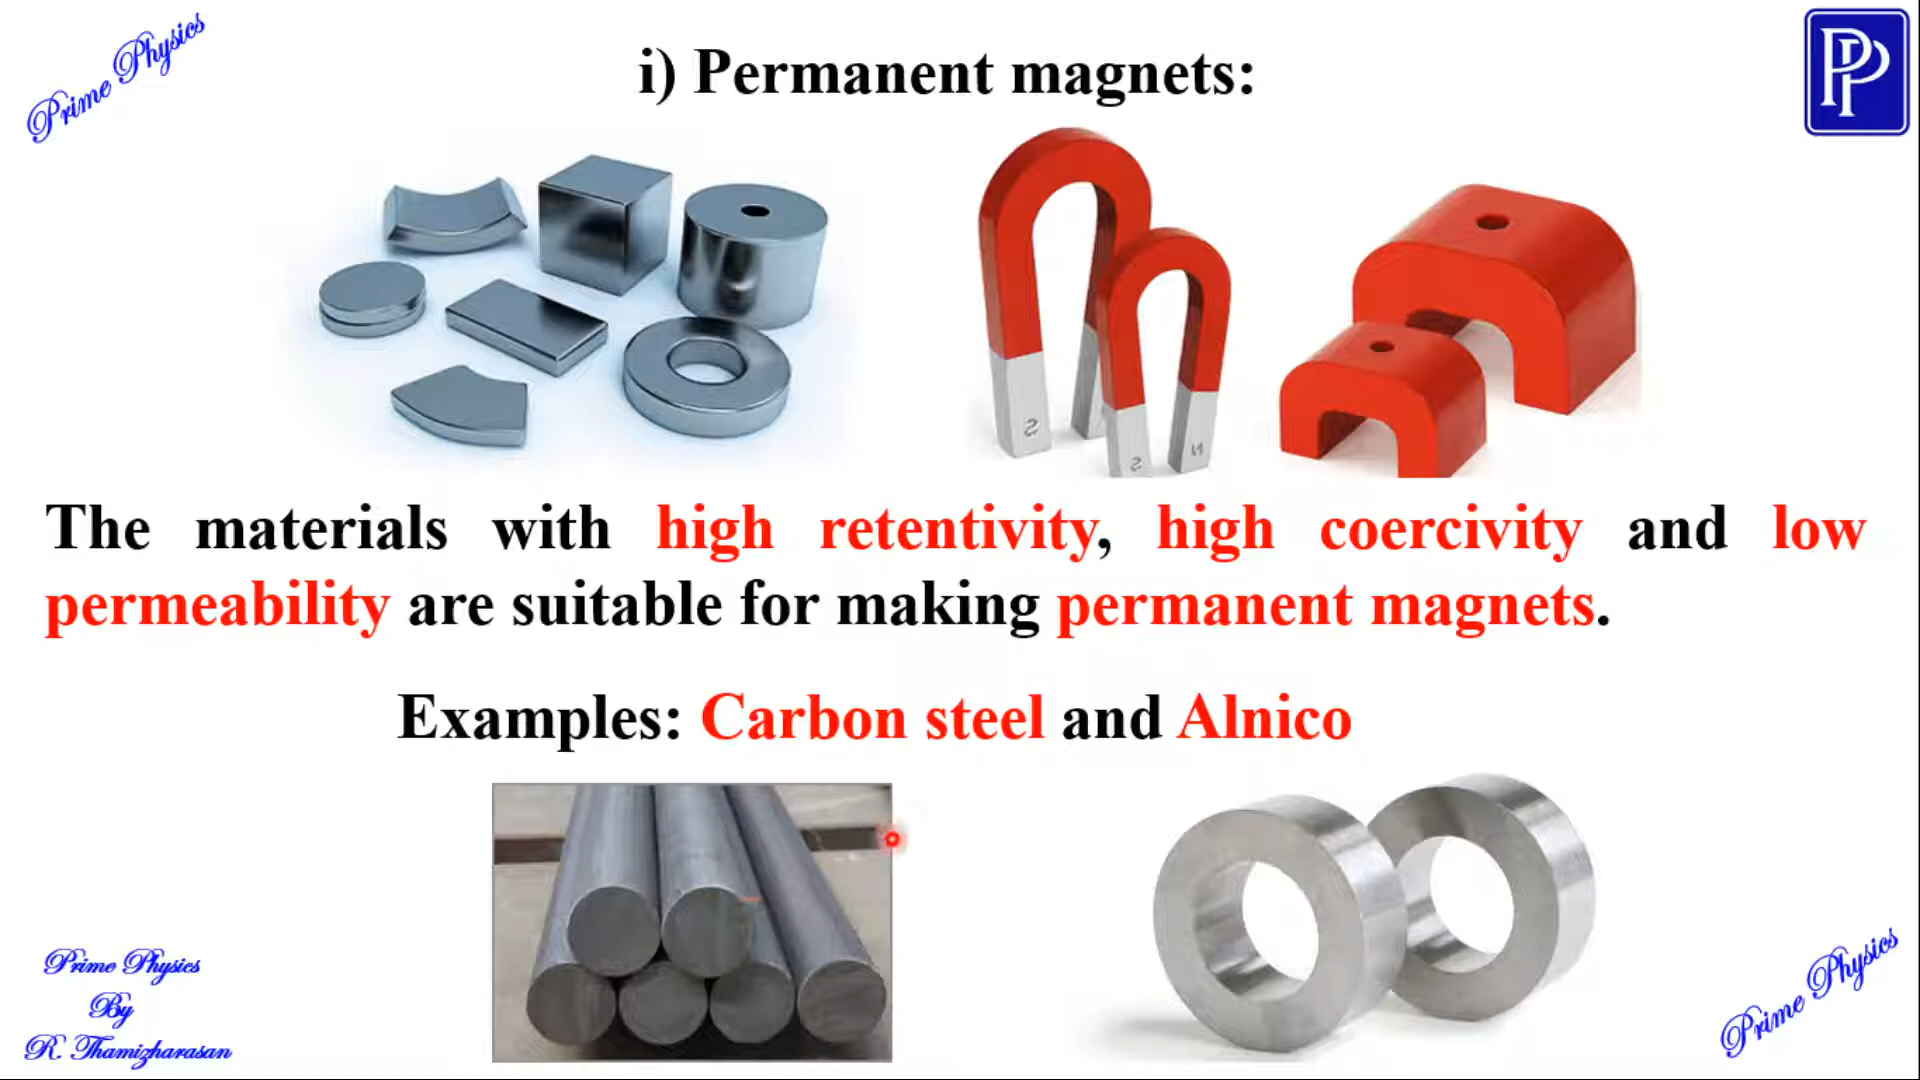 Prime Physics
i) Permanent magnets:
PP
S
S
N
The materials with high retentivity, high coercivity and low
permeability are suitable for making permanent magnets.
Examples: Carbon steel and Alnico
Prime Physics
By
R. Thamizharasan
Prime Physics